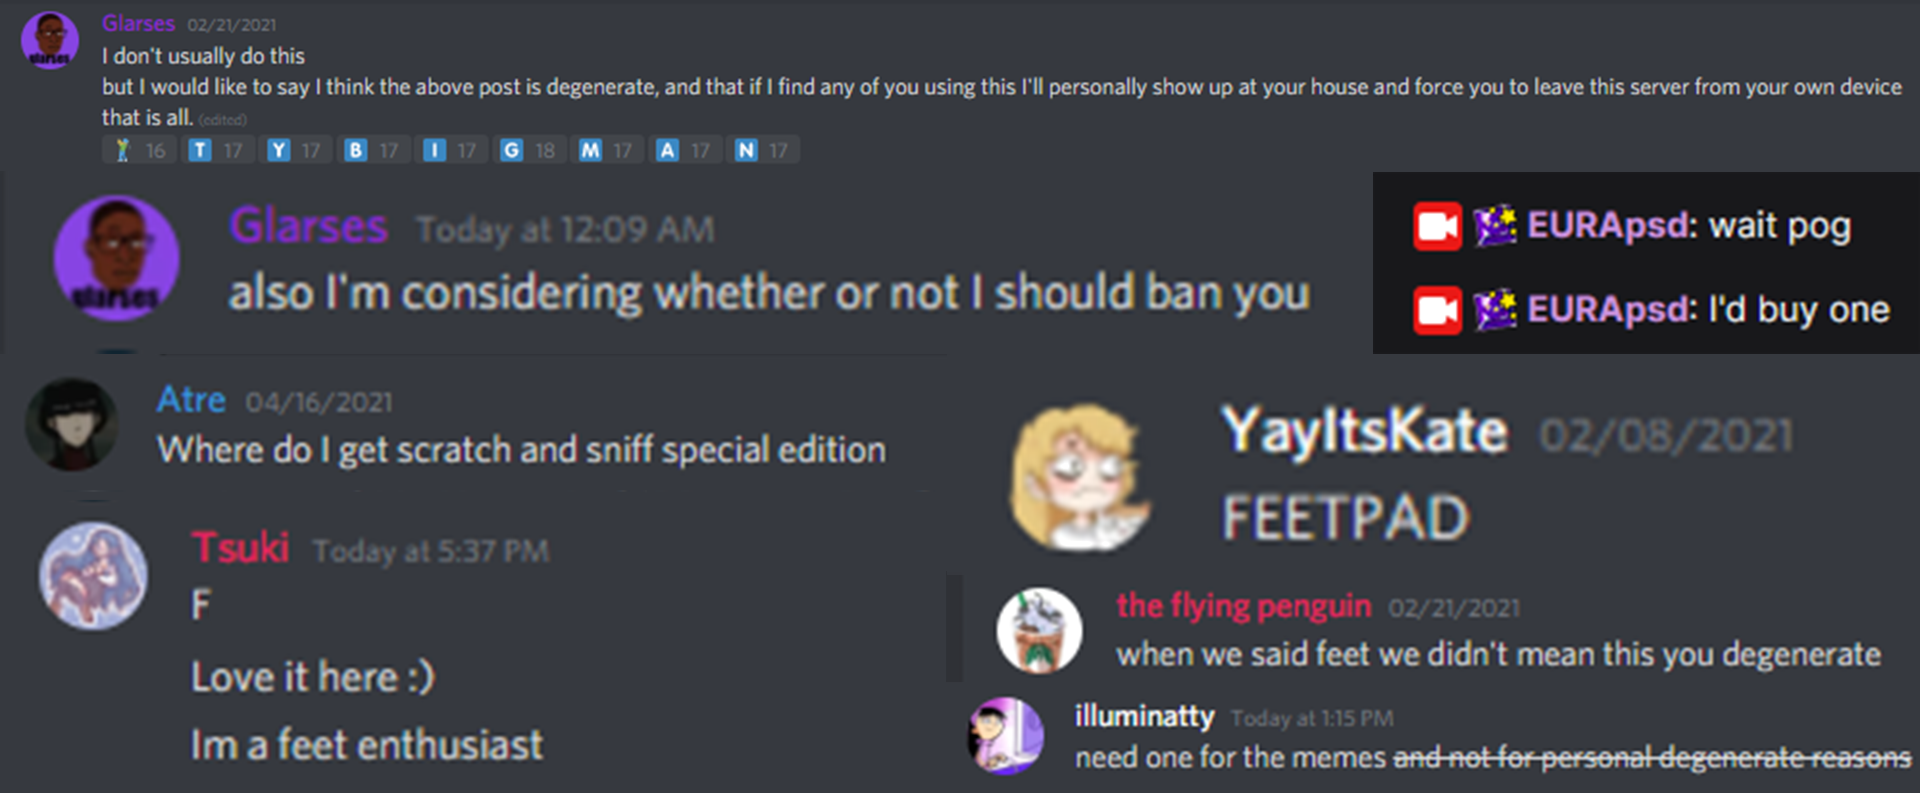 Glarses 02/21/2021
I don't usually do this
but I would like to say I think the above post is degenerate, and that if I find any of you using this I'll personally show up at your house and force you to leave this server from your own device
that is all. (edited)
16 T 17 Y 17 B 17 I 17 G 18 M 17 A 17 N 17
glarses
Glarses Today at 12:09 AM
also I'm considering whether or not I should ban you
glarses
EURApsd: wait pog
EURApsd: I'd buy one
Atre 04/16/2021
Where do I get scratch and sniff special edition
YayItsKate 02/08/2021
FEETPAD
Tsuki Today at 5:37 PM
F
Love it here :)
Im a feet enthusiast
the flying penguin 02/21/2021
when we said feet we didn't mean this you degenerate
illuminatty Today at 1:15 PM
need one for the memes and not for personal degenerate reasons